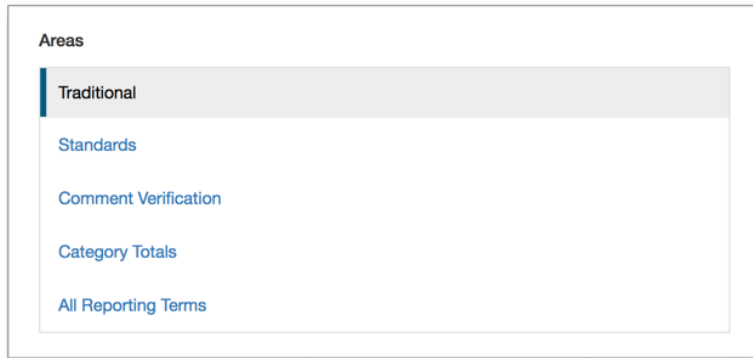 Areas
Traditional
Standards
Comment Verification
Category Totals
All Reporting Terms